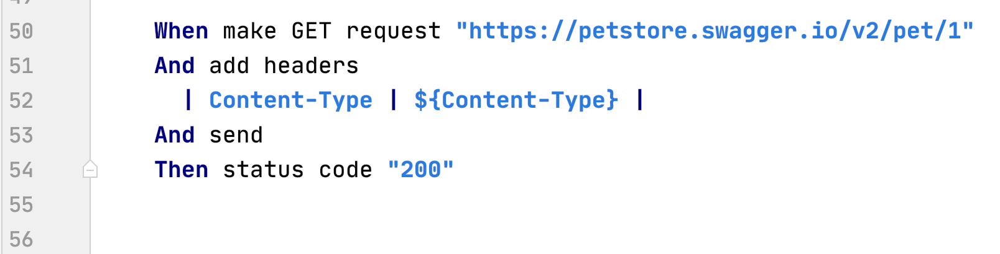 50 When make GET request "https://petstore.swagger.io/v2/pet/1"
51 And add headers
52 | Content-Type | ${Content-Type} |
53 And send
54 Then status code "200"
55
56